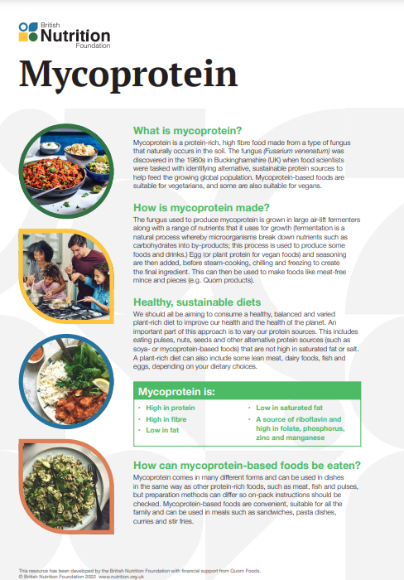 British
Nutrition
Foundation
Mycoprotein
What is mycoprotein?
Mycoprotein is a protein-rich, high fibre food made from a type of fungus
that naturally occurs in the soil. The fungus (Fusarium venenatum) was
discovered in the 1960s in Buckinghamshire (UK) when food scientists
were tasked with identifying alternative, sustainable protein sources to
help feed the growing global population. Mycoprotein-based foods are
suitable for vegetarians, and some are also suitable for vegans.
How is mycoprotein made?
The fungus used to produce mycoprotein is grown in large air-lift fermenters
along with a range of nutrients that it uses for growth (fermentation is a
natural process whereby microorganisms break down nutrients such as
carbohydrates into by-products; this process is used to produce some
foods and drinks.) Egg (or plant protein for vegan foods) and seasoning
are then added, before steam-cooking, chilling and freezing to create
the final ingredient. This can then be used to make foods like meat-free
mince and pieces (e.g. Quorn products).
Healthy, sustainable diets
We should all be aiming to consume a healthy, balanced and varied
plant-rich diet to improve our health and the health of the planet. An
important part of this approach is to vary our protein sources. This includes
eating pulses, nuts, seeds and other alternative protein sources (such as
soya- or mycoprotein-based foods) that are not high in saturated fat or salt.
A plant-rich diet can also include some lean meat, dairy foods, fish and
eggs, depending on your dietary choices.
Mycoprotein is:
• High in protein
• High in fibre
• Low in fat
• Low in saturated fat
• A source of riboflavin and
high in folate, phosphorus,
zinc and manganese
How can mycoprotein-based foods be eaten?
Mycoprotein comes in many different forms and can be used in dishes
in the same way as other protein-rich foods, such as meat, fish and pulses,
but preparation methods can differ so on-pack instructions should be
checked. Mycoprotein-based foods are convenient, suitable for all the
family and can be used in meals such as sandwiches, pasta dishes,
curries and stir fries.
This resource has been developed by the British Nutrition Foundation with financial support from Quorn Foods.
© British Nutrition Foundation 2023 www.nutrition.org.uk